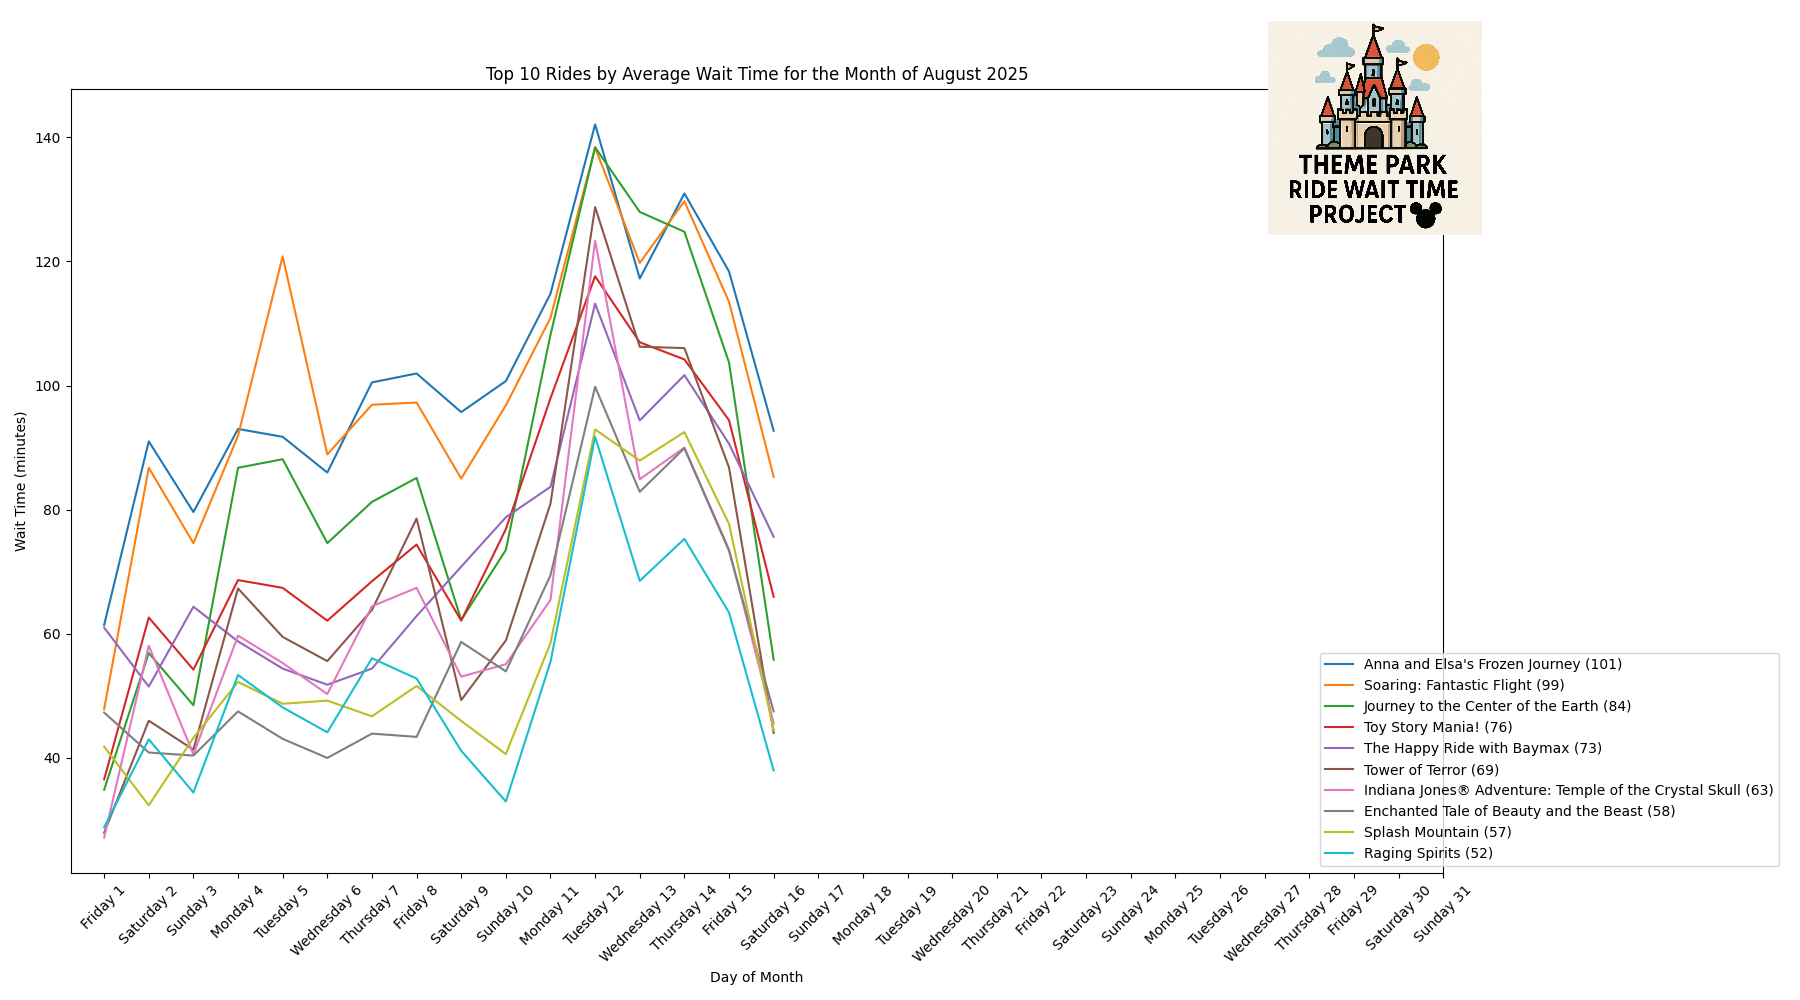 Top 10 Rides by Average Wait Time for the Month of August 2025
THEME PARK
RIDE WAIT TIME
PROJECT
Wait Time (minutes)
140
120
100
80
60
40
Anna and Elsa's Frozen Journey (101)
Soaring: Fantastic Flight (99)
Journey to the Center of the Earth (84)
Toy Story Mania! (76)
The Happy Ride with Baymax (73)
Tower of Terror (69)
Indiana Jones® Adventure: Temple of the Crystal Skull (63)
Enchanted Tale of Beauty and the Beast (58)
Splash Mountain (57)
Raging Spirits (52)
Friday 1
Saturday 2
Sunday 3
Monday 4
Tuesday 5
Wednesday 6
Thursday 7
Friday 8
Saturday 9
Sunday 10
Monday 11
Tuesday 12
Wednesday 13
Thursday 14
Friday 15
Saturday 16
Sunday 17
Monday 18
Tuesday 19
Wednesday 20
Thursday 21
Friday 22
Saturday 23
Sunday 24
Monday 25
Tuesday 26
Wednesday 27
Thursday 28
Friday 29
Saturday 30
Sunday 31
Day of Month